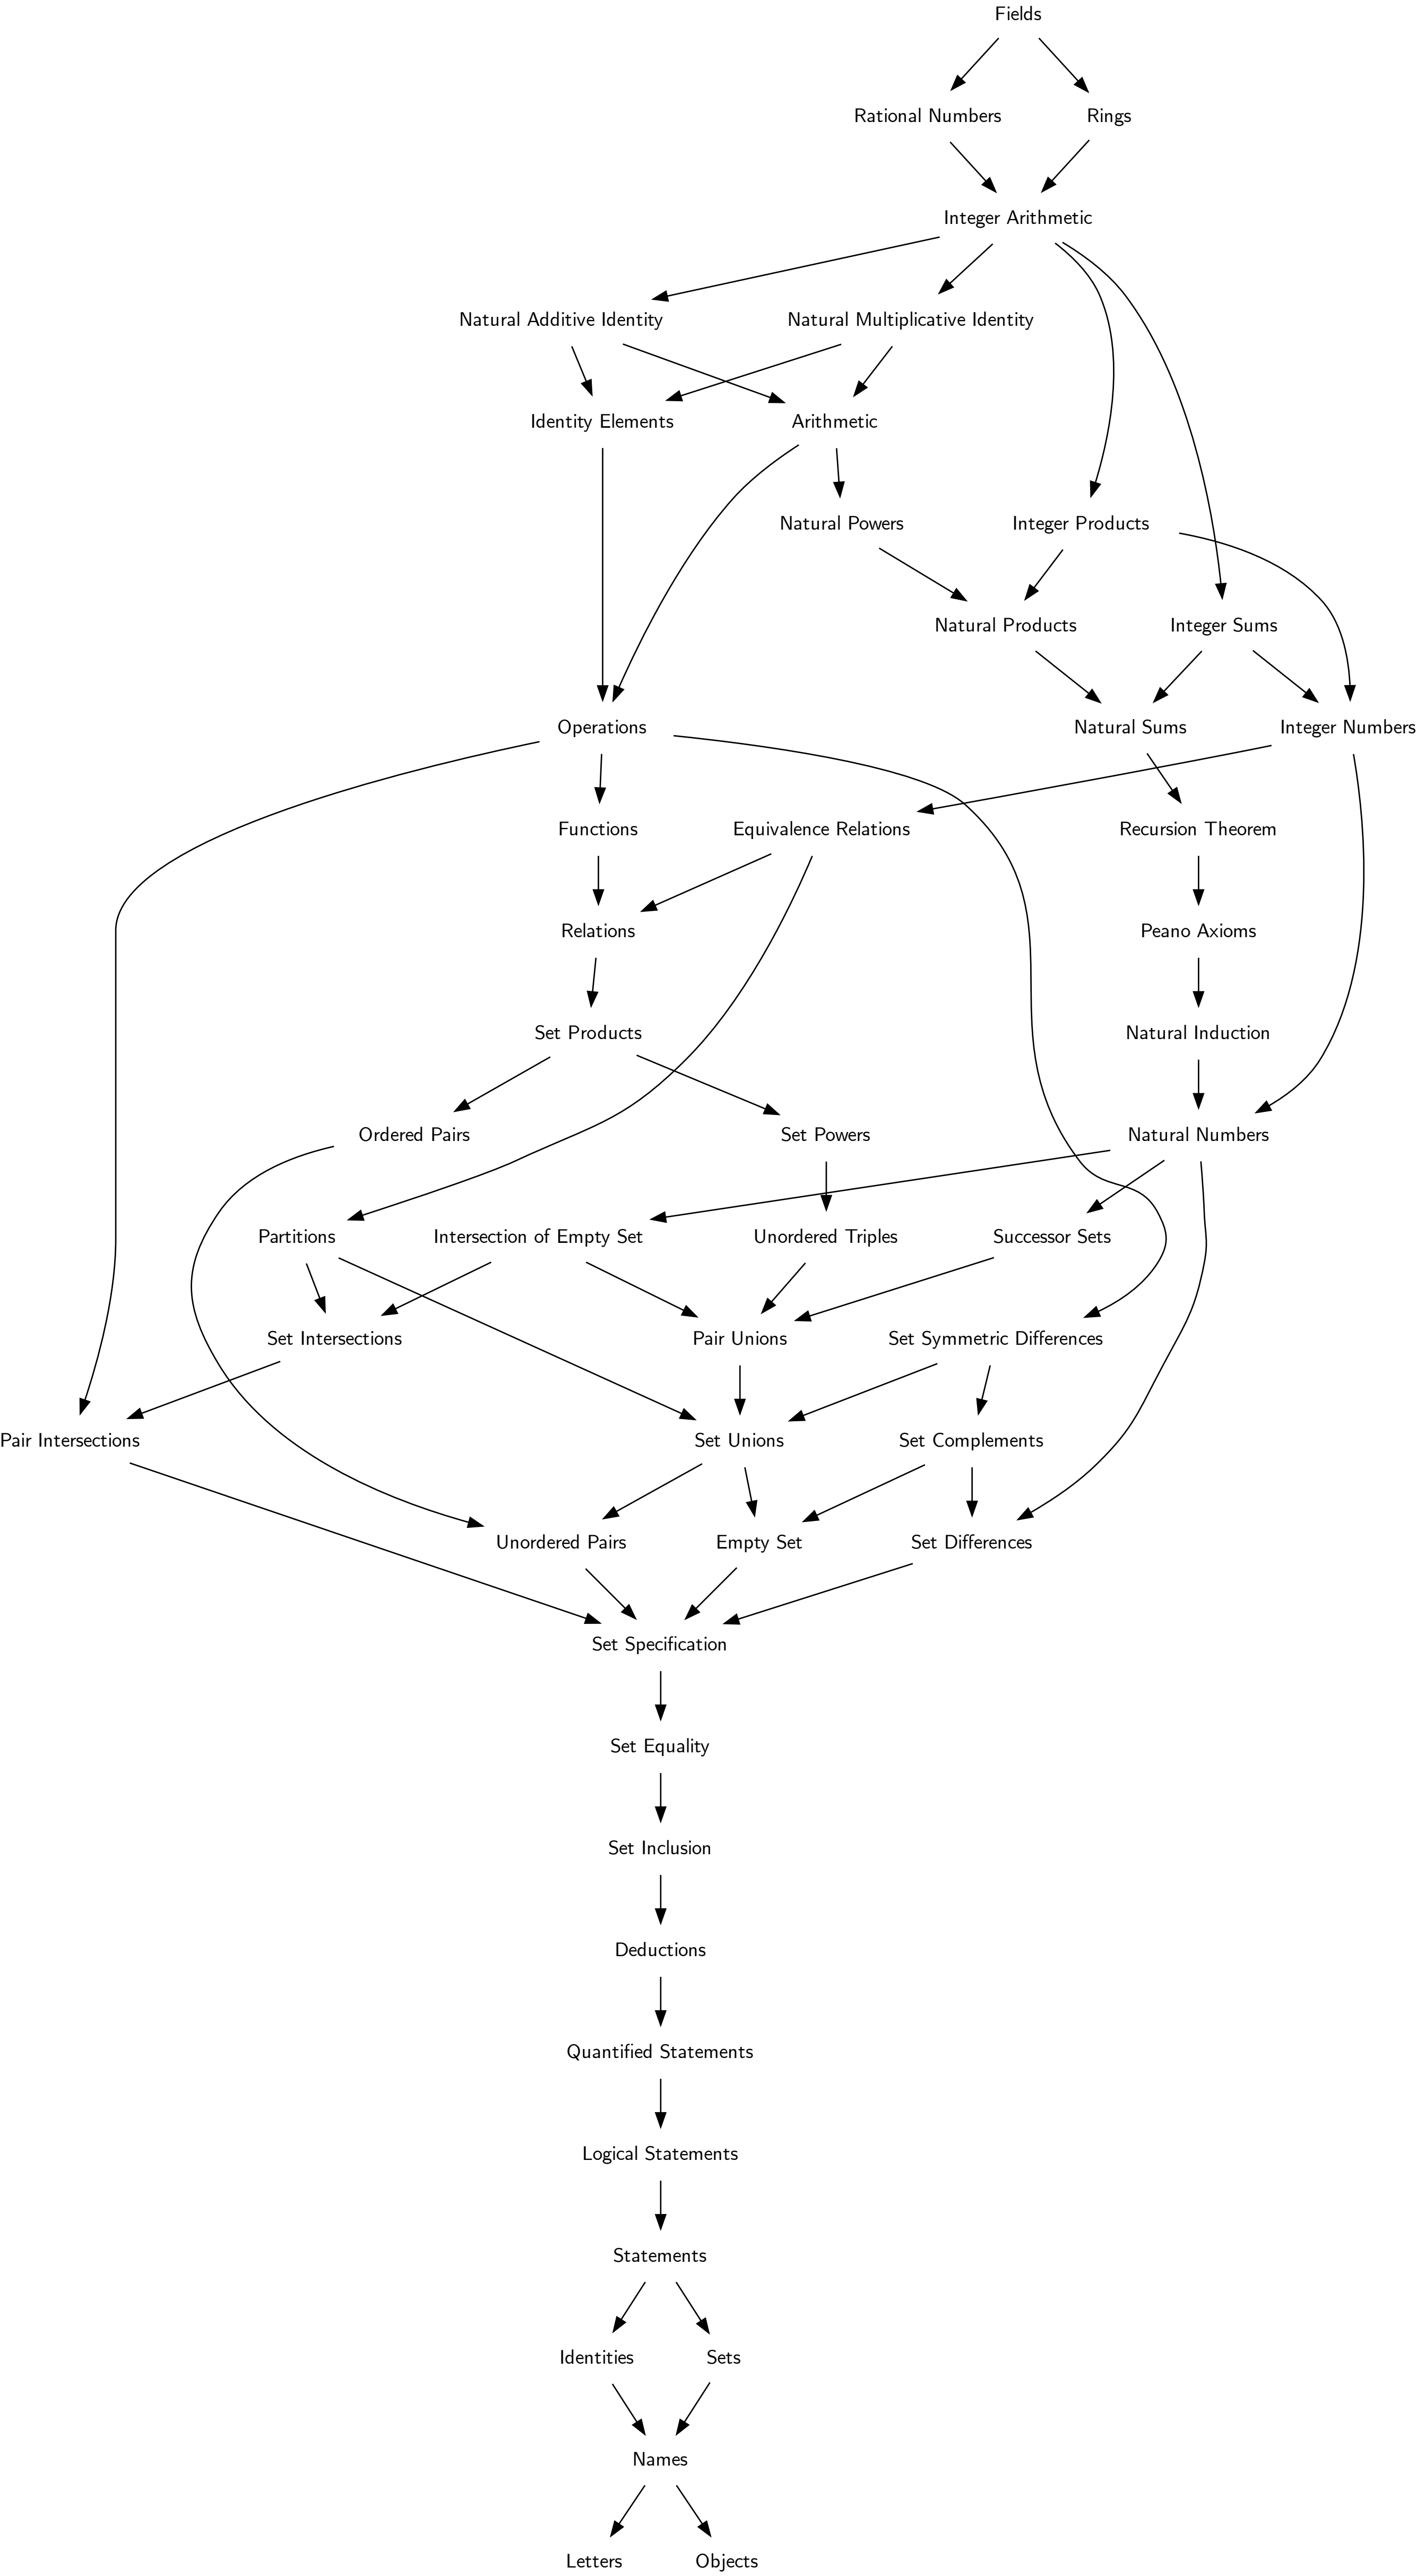 Fields
Rational Numbers
Rings
Integer Arithmetic
Natural Additive Identity
Natural Multiplicative Identity
Identity Elements
Arithmetic
Natural Powers
Integer Products
Natural Products
Integer Sums
Operations
Natural Sums
Integer Numbers
Functions
Equivalence Relations
Recursion Theorem
Relations
Peano Axioms
Set Products
Natural Induction
Ordered Pairs
Set Powers
Natural Numbers
Partitions
Intersection of Empty Set
Unordered Triples
Successor Sets
Set Intersections
Pair Unions
Set Symmetric Differences
Pair Intersections
Set Unions
Set Complements
Unordered Pairs
Empty Set
Set Differences
Set Specification
Set Equality
Set Inclusion
Deductions
Quantified Statements
Logical Statements
Statements
Identities
Sets
Names
Letters
Objects